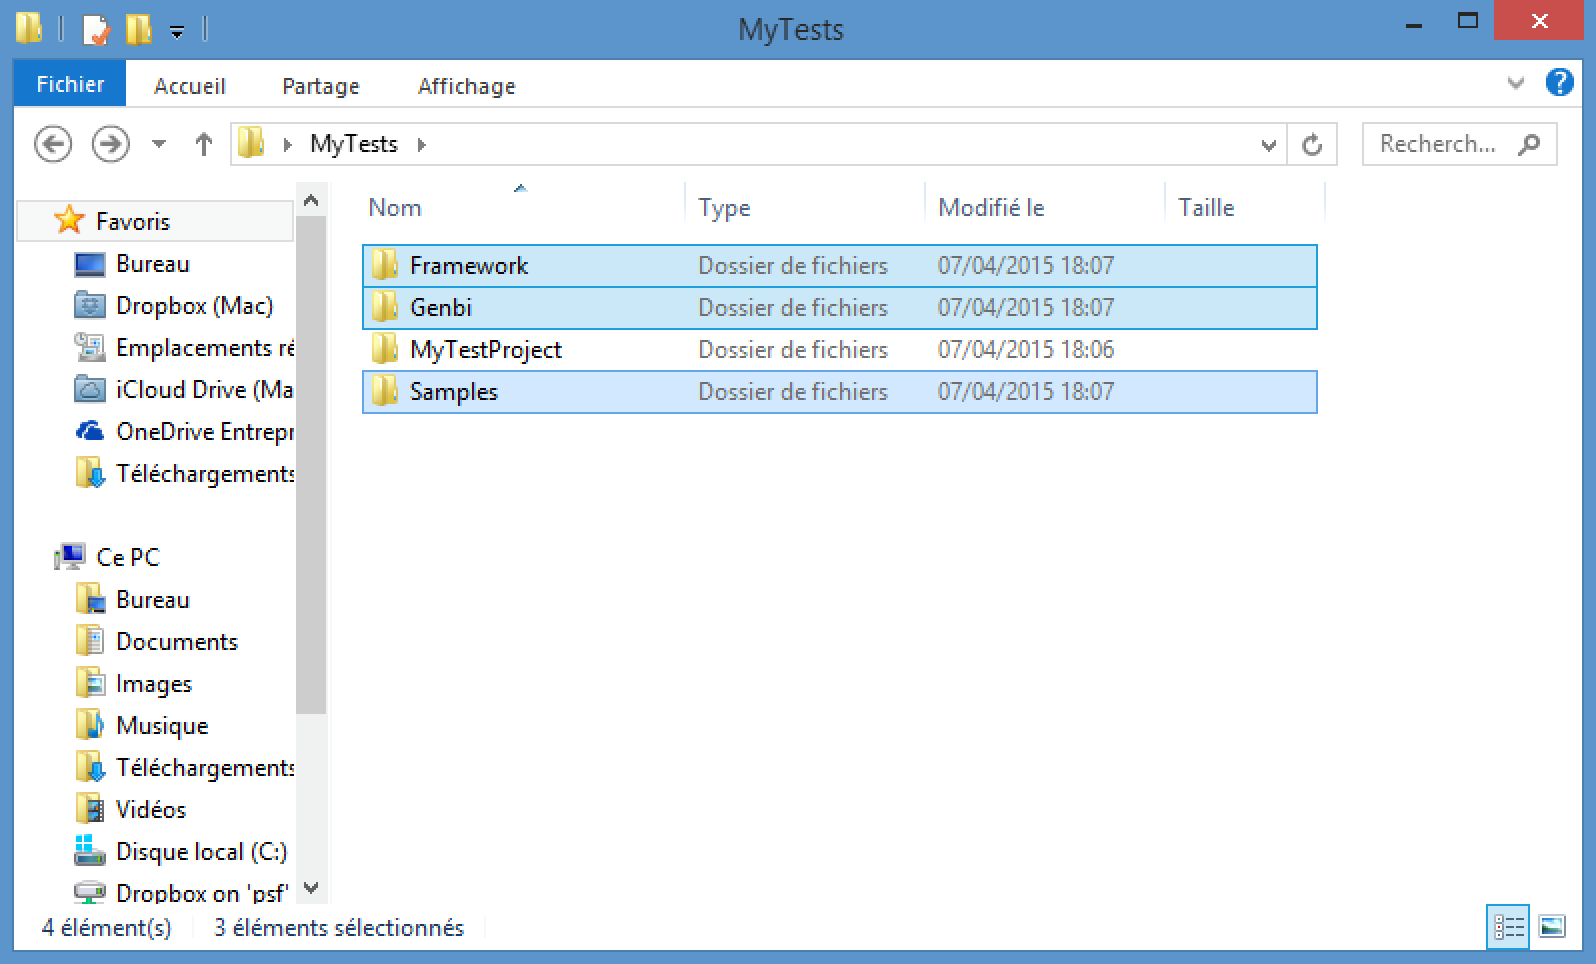 MyTests
Fichier Accueil Partage Affichage
MyTests
Recherch...
Nom Type Modifié le Taille
Framework Dossier de fichiers 07/04/2015 18:07
Genbi Dossier de fichiers 07/04/2015 18:07
MyTestProject Dossier de fichiers 07/04/2015 18:06
Samples Dossier de fichiers 07/04/2015 18:07
Favoris
Bureau
Dropbox (Mac)
Emplacements ré
iCloud Drive (Ma
OneDrive Entrepr
Téléchargements
Ce PC
Bureau
Documents
Images
Musique
Téléchargements
Vidéos
Disque local (C:)
Dropbox on 'psf'
4 élément(s) 3 éléments sélectionnés